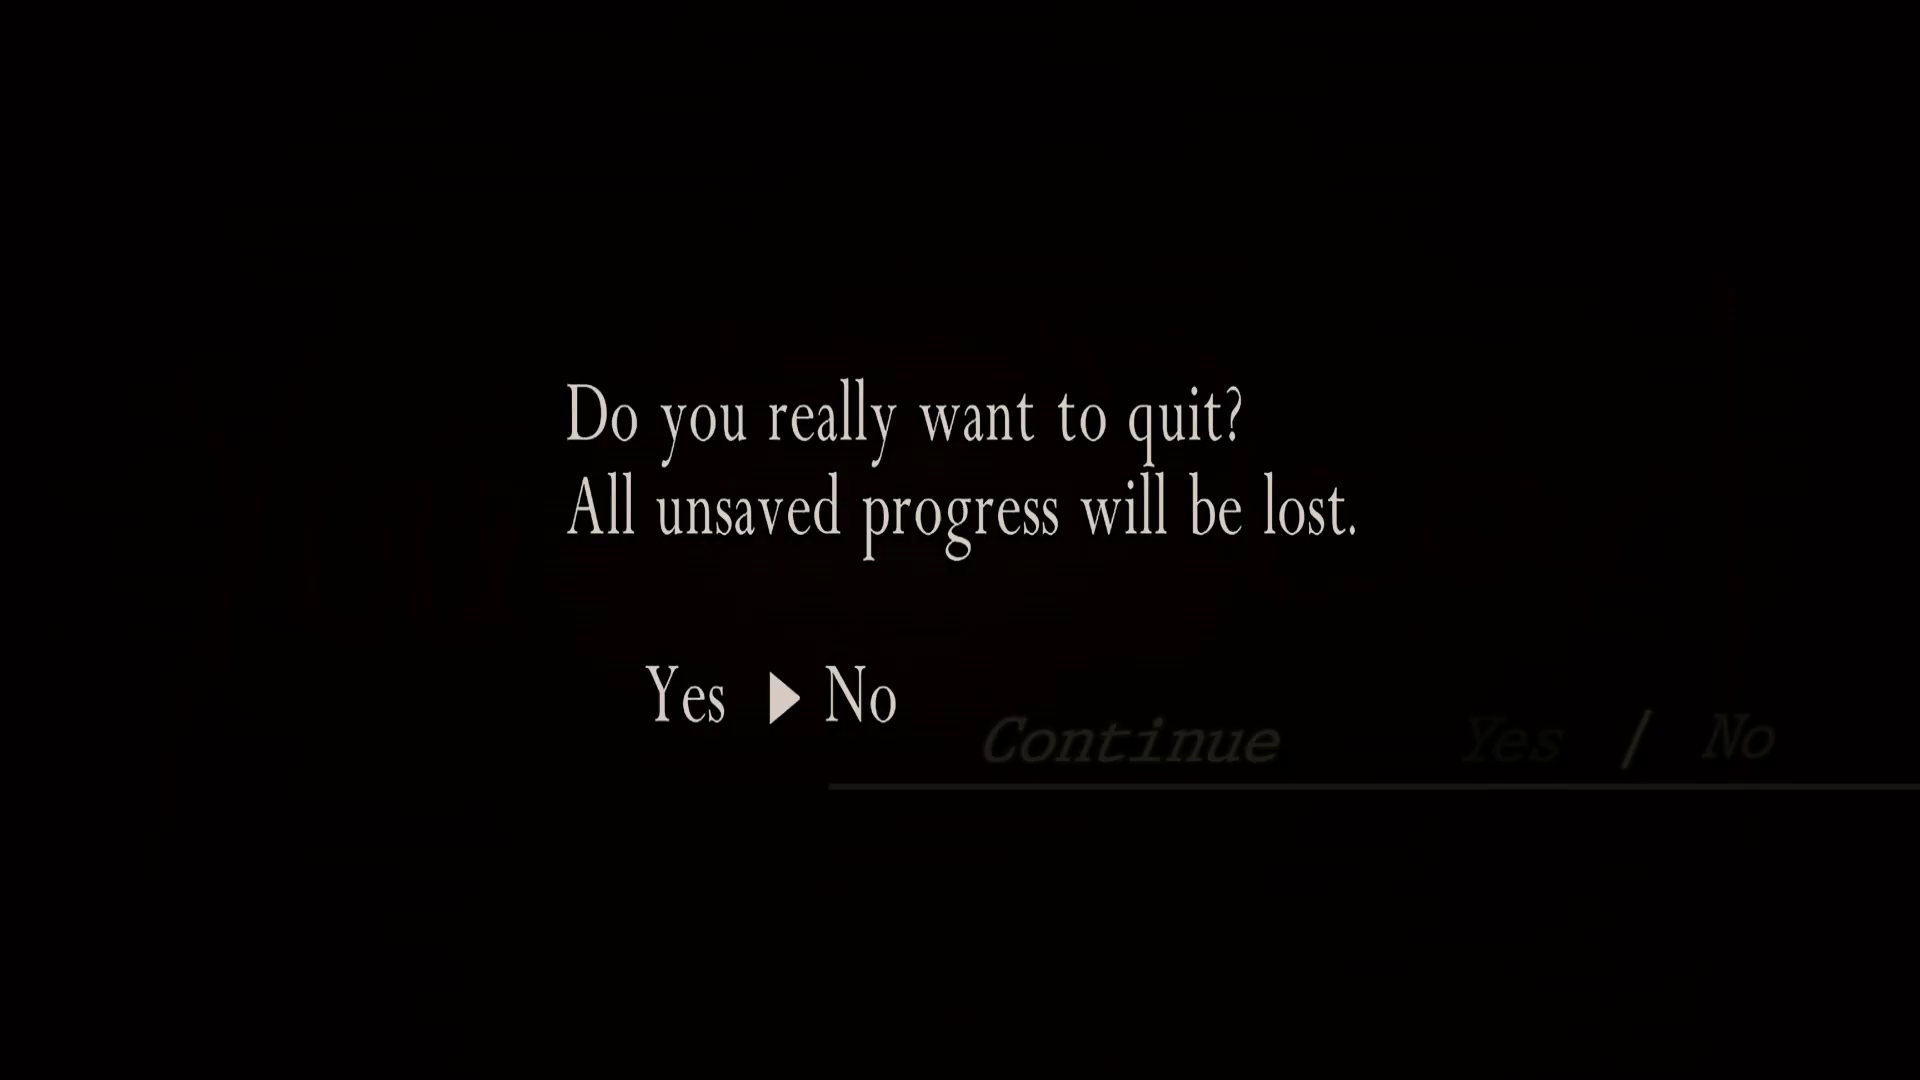 Do you really want to quit?
All unsaved progress will be lost.
Yes ▶ No
Continue Yes / No